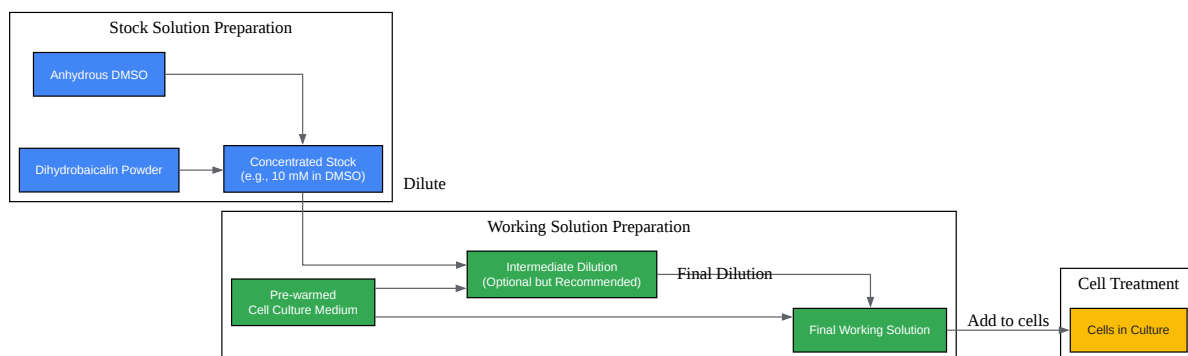 Stock Solution Preparation
Anhydrous DMSO
Dihydrobaicalin Powder
Concentrated Stock
(e.g., 10 mM in DMSO)
Dilute
Working Solution Preparation
Intermediate Dilution
(Optional but Recommended)
Final Dilution
Pre-warmed
Cell Culture Medium
Final Working Solution
Add to cells
Cell Treatment
Cells in Culture